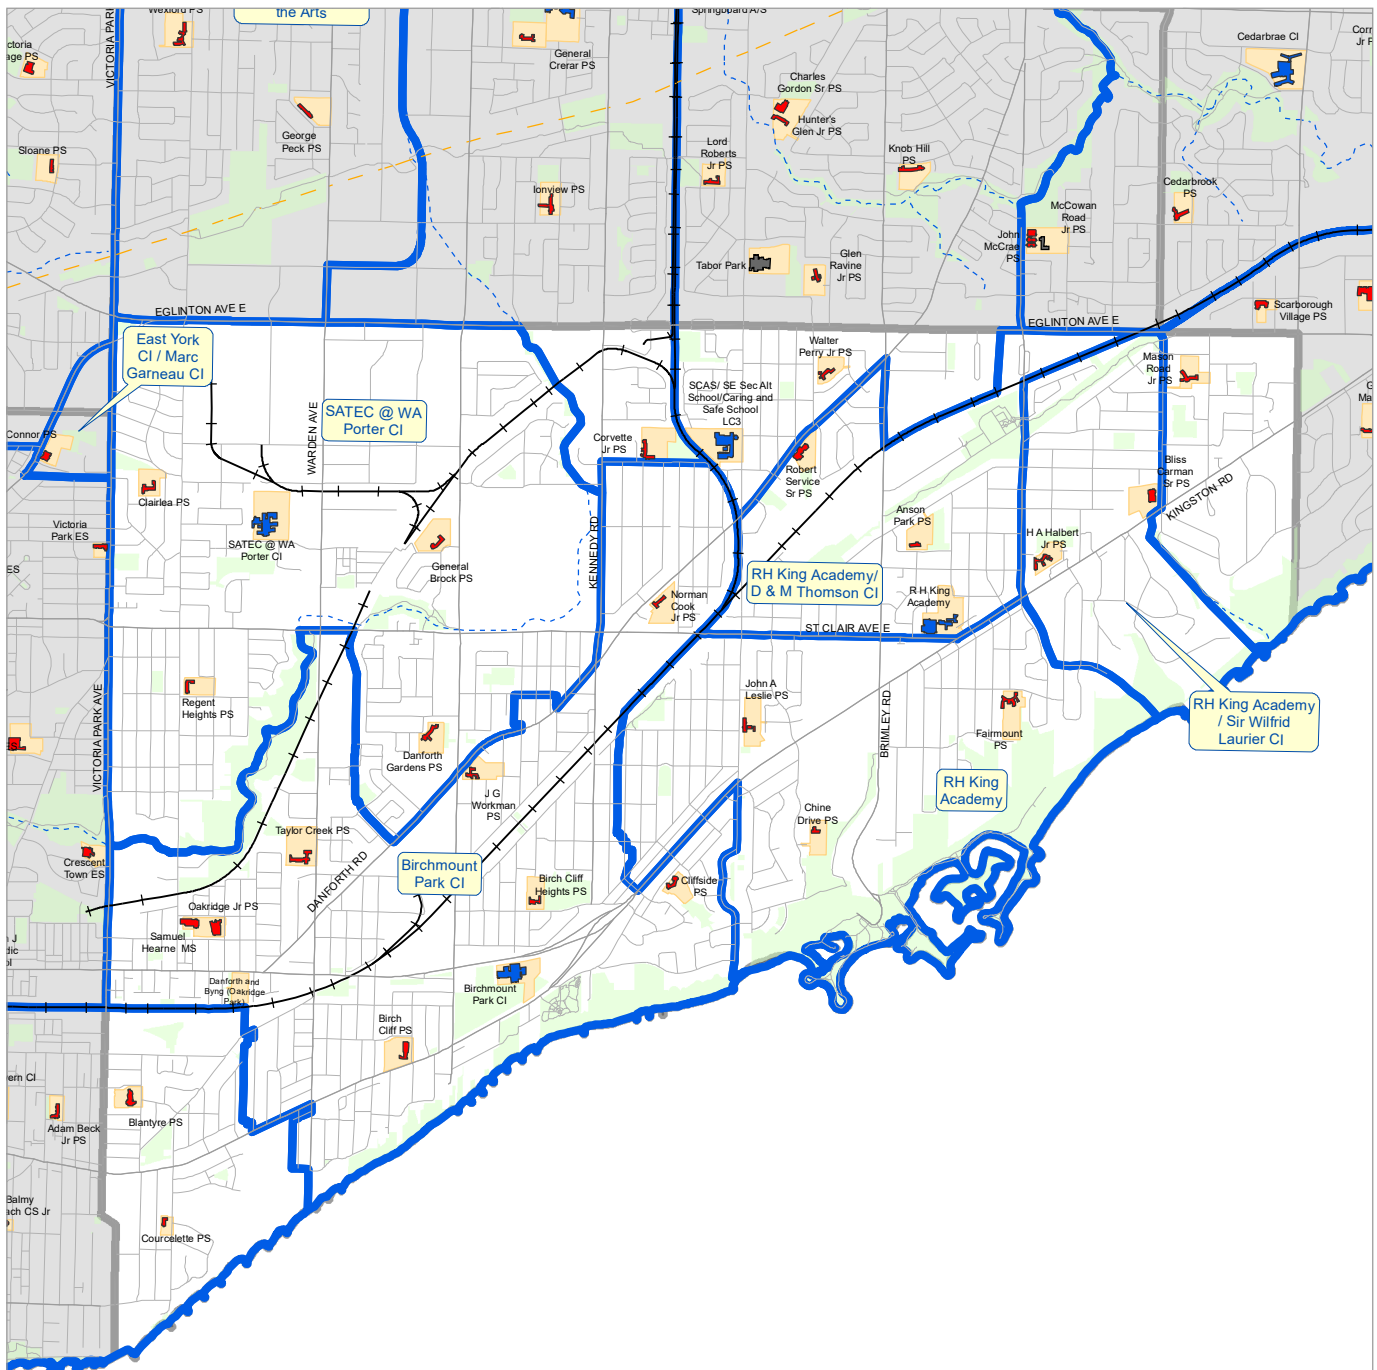 Wexford PS
the Arts
Springboard A/S
VICTORIA PARK
General
Crerar PS
Cedarbrae CI
Charles
Gordon Sr PS
Hunter's
Glen Jr PS
George
Peck PS
Sloane PS
Lord
Roberts
Jr PS
Knob Hill
PS
Ionview PS
Cedarbrook
PS
McCowan
Road
Jr PS
John
McCrae
PS
Tabor Park
Glen
Ravine
Jr PS
EGLINTON AVE E
EGLINTON AVE E
Scarborough
Village PS
East York
CI / Marc
Garneau CI
Walter
Perry Jr PS
Mason
Road
Jr PS
SCAS/ SE Sec Alt
School/Caring and
Safe School
LC3
SATEC @ WA
Porter CI
WARDEN AVE
Connor PS
Corvette
Jr PS
Robert
Service
Sr PS
Bliss
Carman
Sr PS
KINGSTON RD
Clairlea PS
Victoria
Park ES
SATEC @ WA
Porter CI
Anson
Park PS
H A Halbert
Jr PS
General
Brock PS
KENNEDY RD
ES
RH King Academy/
D & M Thomson CI
Norman
Cook
Jr PS
R H King
Academy
ST CLAIR AVE E
Regent
Heights PS
John A
Leslie PS
RH King Academy
/ Sir Wilfrid
Laurier CI
VICTORIA PARK AVE
BRIMLEY RD
Fairmount
PS
Danforth
Gardens PS
J G
Workman
PS
RH King
Academy
Chine
Drive PS
Taylor Creek PS
Crescent
Town ES
DANFORTH RD
Birchmount
Park CI
Birch Cliff
Heights PS
Cliffside
PS
Oakridge Jr PS
Samuel
Hearne MS
Danforth and
Byng (Oakridge
Park)
Birchmount
Park CI
Birch
Cliff PS
ern CI
Adam Beck
Jr PS
Blantyre PS
Balmy
ach CS Jr
Courcelette PS